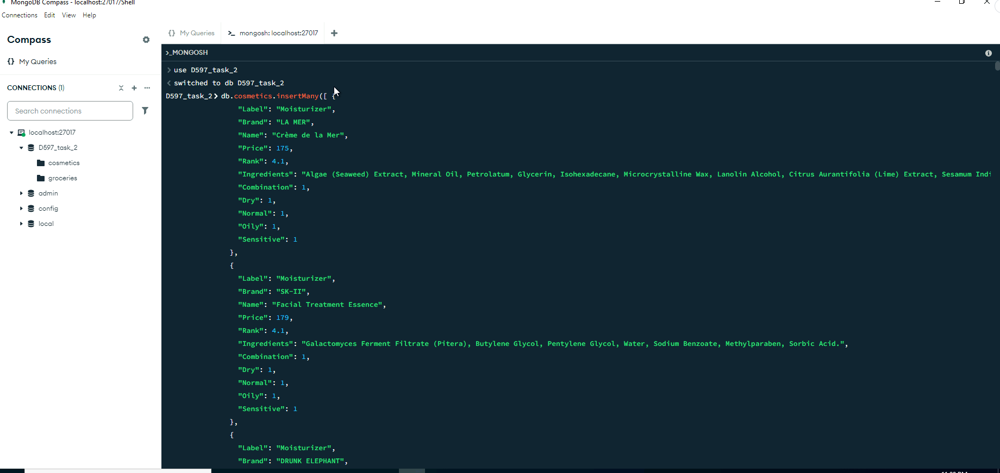 MongoDB Compass - localhost:27017/Shell
Connections Edit View Help
Compass
{} My Queries
CONNECTIONS (1)
Search connections
localhost:27017
D597_task_2
cosmetics
groceries
admin
config
local
{} My Queries
>_ mongosh: localhost:27017 +
>_MONGOSH
> use D597_task_2
< switched to db D597_task_2
D597_task_2> db.cosmetics.insertMany([ {
"Label": "Moisturizer",
"Brand": "LA MER",
"Name": "Crème de la Mer",
"Price": 175,
"Rank": 4.1,
"Ingredients": "Algae (Seaweed) Extract, Mineral Oil, Petrolatum, Glycerin, Isohexadecane, Microcrystalline Wax, Lanolin Alcohol, Citrus Aurantifolia (Lime) Extract, Sesamum Indi
"Combination": 1,
"Dry": 1,
"Normal": 1,
"Oily": 1,
"Sensitive": 1
},
{
"Label": "Moisturizer",
"Brand": "SK-II",
"Name": "Facial Treatment Essence",
"Price": 179,
"Rank": 4.1,
"Ingredients": "Galactomyces Ferment Filtrate (Pitera), Butylene Glycol, Pentylene Glycol, Water, Sodium Benzoate, Methylparaben, Sorbic Acid.",
"Combination": 1,
"Dry": 1,
"Normal": 1,
"Oily": 1,
"Sensitive": 1
},
{
"Label": "Moisturizer",
"Brand": "DRUNK ELEPHANT",